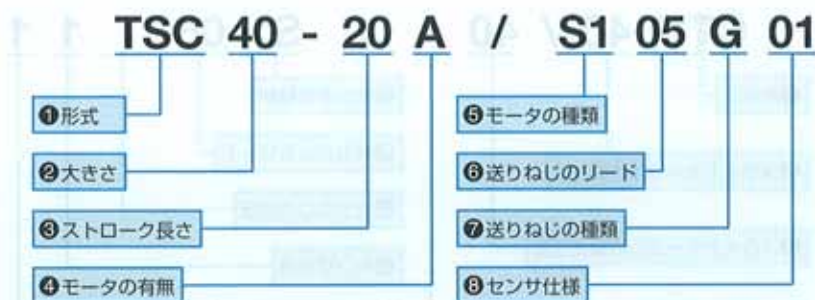 TSC 40 - 20 A / S1 05 G 01
❶形式
❷大きさ
❸ストローク長さ
❹モータの有無
❺モータの種類
❻送りねじのリード
❼送りねじの種類
❽センサ仕様